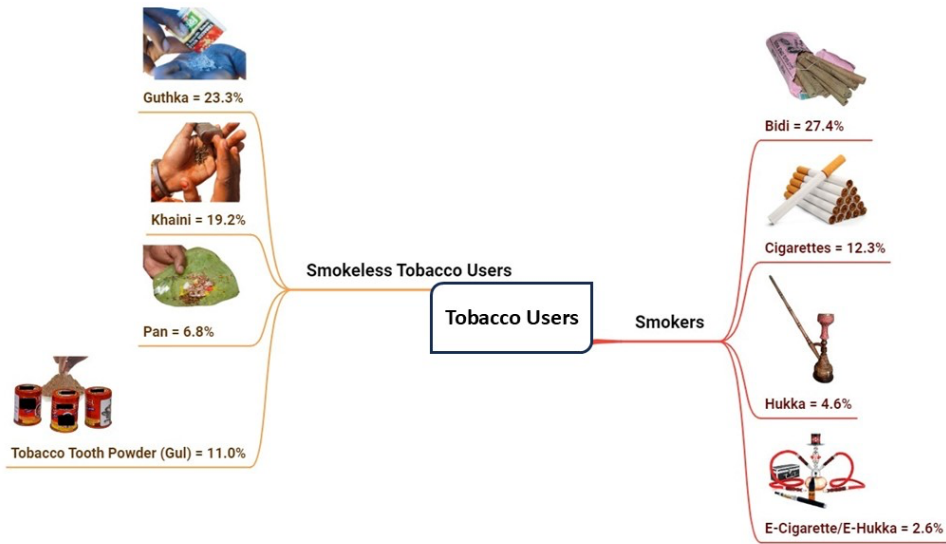 Guthka = 23.3%
Khaini = 19.2%
Pan = 6.8%
Tobacco Tooth Powder (Gul) = 11.0%
Smokeless Tobacco Users
Tobacco Users
Smokers
Bidi = 27.4%
Cigarettes = 12.3%
Hukka = 4.6%
E-Cigarette/E-Hukka = 2.6%